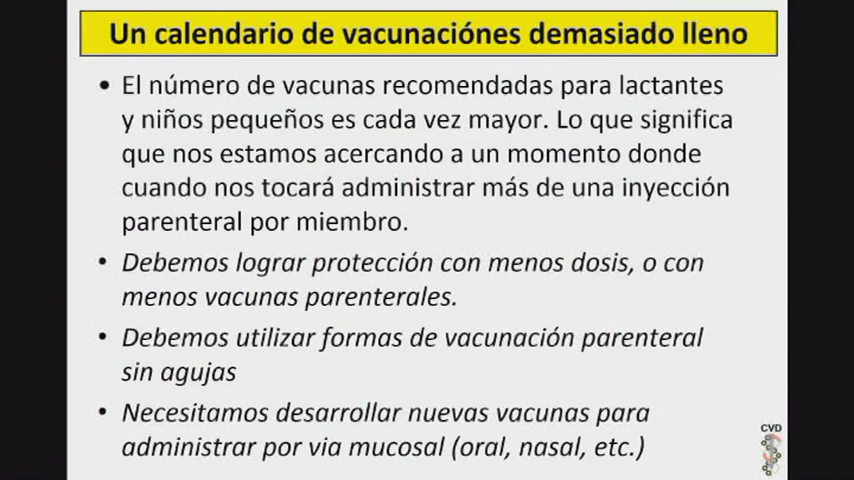 Un calendario de vacunaciónes demasiado lleno
• El número de vacunas recomendadas para lactantes
y niños pequeños es cada vez mayor. Lo que significa
que nos estamos acercando a un momento donde
cuando nos tocará administrar más de una inyección
parenteral por miembro.
• Debemos lograr protección con menos dosis, o con
menos vacunas parenterales.
• Debemos utilizar formas de vacunación parenteral
sin agujas
• Necesitamos desarrollar nuevas vacunas para
administrar por via mucosal (oral, nasal, etc.)
CVD